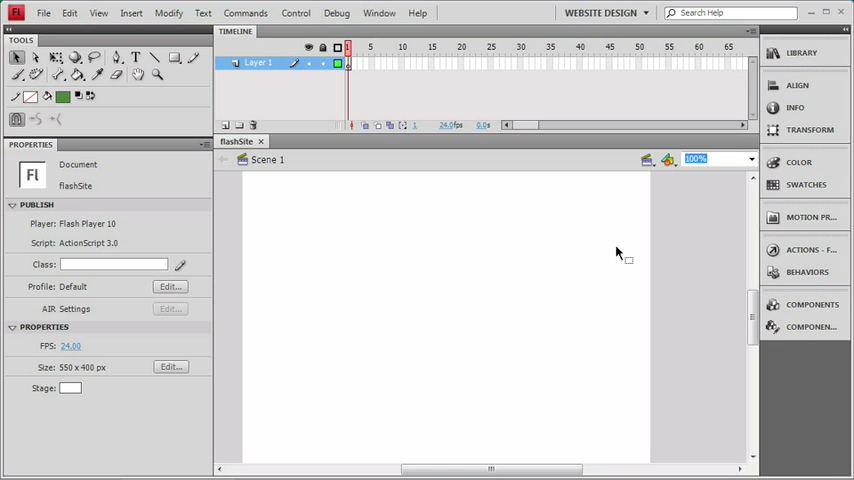 Fl File Edit View Insert Modify Text Commands Control Debug Window Help WEBSITE DESIGN Search Help
TOOLS
TIMELINE
1 5 10 15 20 25 30 35 40 45 50 55 60 65
Layer 1
1 24.0fps 0.0s
flashSite
Scene 1 100%
PROPERTIES
Fl
Document
flashSite
PUBLISH
Player: Flash Player 10
Script: ActionScript 3.0
Class:
Profile: Default Edit...
AIR Settings Edit...
PROPERTIES
FPS: 24.00
Size: 550 x 400 px Edit...
Stage:
LIBRARY
ALIGN
INFO
TRANSFORM
COLOR
SWATCHES
MOTION PR...
ACTIONS - F...
BEHAVIORS
COMPONENTS
COMPONEN...